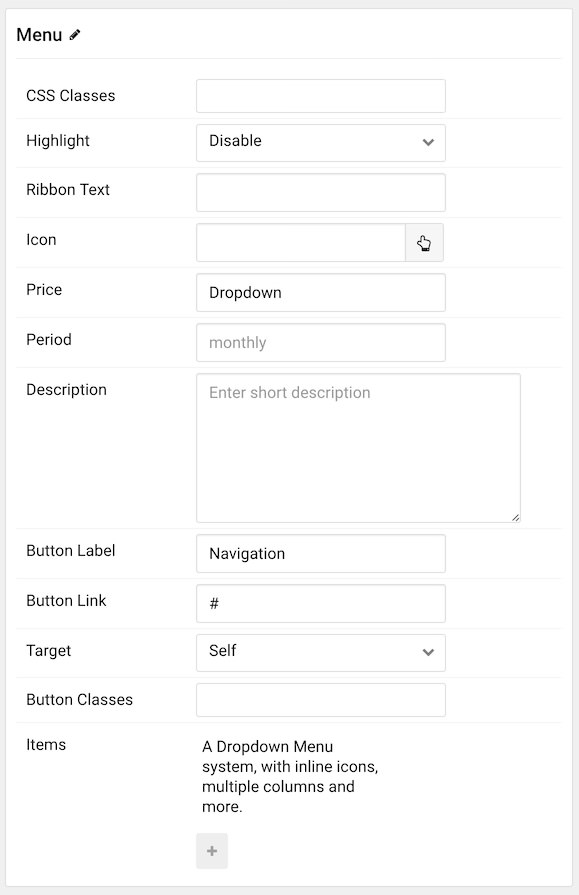 Menu
CSS Classes
Highlight Disable
Ribbon Text
Icon
Price Dropdown
Period monthly
Description Enter short description
Button Label Navigation
Button Link #
Target Self
Button Classes
Items A Dropdown Menu
system, with inline icons,
multiple columns and
more.
+